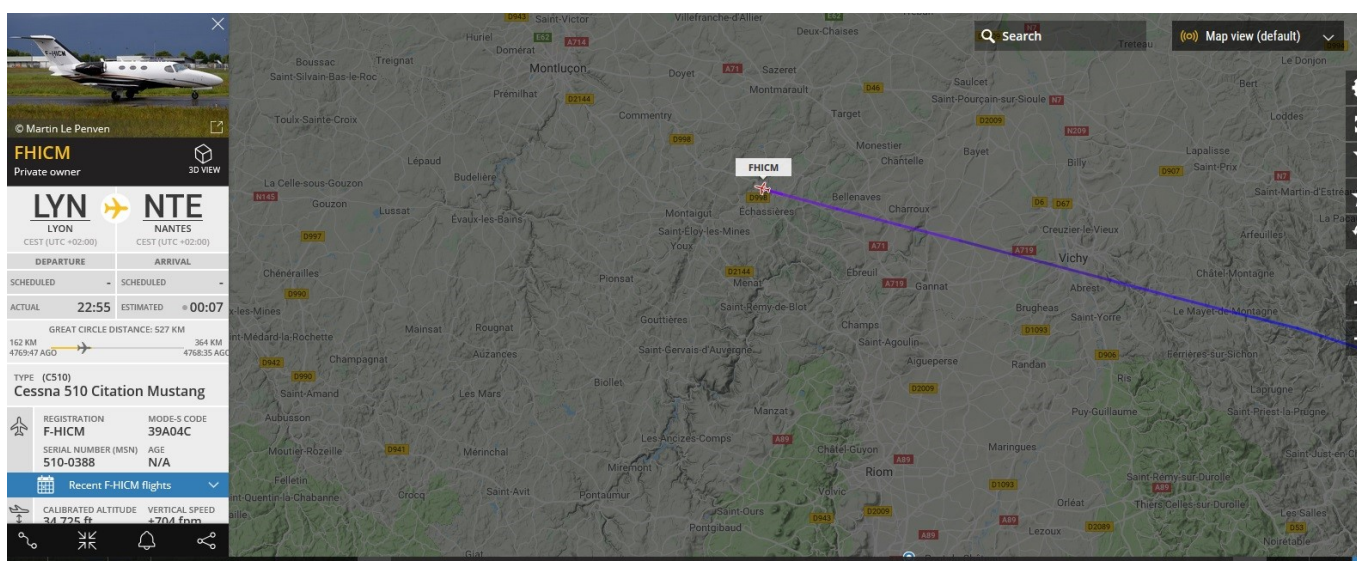 F-HICM
© Martin Le Penven
FHICM
Private owner
3D VIEW
LYN
NTE
LYON
NANTES
CEST (UTC +02:00)
CEST (UTC +02:00)
DEPARTURE
ARRIVAL
SCHEDULED -
SCHEDULED -
ACTUAL 22:55
ESTIMATED 00:07
GREAT CIRCLE DISTANCE: 527 KM
162 KM
364 KM
4769:47 AGO
4768:35 AGO
TYPE (C510)
Cessna 510 Citation Mustang
REGISTRATION
MODE-S CODE
F-HICM
39A04C
SERIAL NUMBER (MSN)
AGE
510-0388
N/A
Recent F-HICM flights
CALIBRATED ALTITUDE
VERTICAL SPEED
34,725 ft
+704 fpm
Search
Map view (default)
D943 Saint-Victor
Villefranche-d'Allier
Deux-Chaises
Treteau
Le Donjon
Huriel
E62
A714
Domérat
Boussac
Treignat
Saint-Silvain-Bas-le-Roc
Montluçon
Doyet
A71
Sazeret
Montmarault
D46
Saulcet
Saint-Pourçain-sur-Sioule
N7
Bert
Loddes
Prémilhat
D2144
Commentry
Target
D2009
N209
Toulx-Sainte-Croix
D998
Monestier
Chantelle
Bayet
Billy
Lapalisse
D907
Saint-Prix
N7
Lépaud
FHICM
La Celle-sous-Gouzon
Budelière
N145
Gouzon
Lussat
Évaux-les-Bains
D998
Échassières
Bellenaves
Charroux
D6
D67
Montaigut
Saint-Éloy-les-Mines
Youx
Creuzier-le-Vieux
Arfeuilles
D997
A71
A719
Vichy
Chénérailles
Pionsat
D2144
Menat
Ébreuil
A719
Gannat
Abrest
Châtel-Montagne
D990
Gouttières
Saint-Rémy-de-Blot
Brugheas
Saint-Yorre
Le Mayet-de-Montagne
Mainsat
Rougnat
Champs
D1093
Saint-Agoulin
Saint-Gervais-d'Auvergne
Aigueperse
Randan
D906
Ferrières-sur-Sichon
D942
Champagnat
Auzances
D990
Saint-Amand
Les Mars
Biollet
D2009
Ris
Laprugne
Aubusson
Manzat
Puy-Guillaume
Saint-Priest-la-Prugne
Moutier-Rozeille
D941
Mérinchal
Les-Ancizes-Comps
A89
Châtel-Guyon
A89
Maringues
Felletin
Miremont
Riom
D1093
Saint-Rémy-sur-Durolle
A89
Crocq
Saint-Avit
Pontaumur
Volvic
Saint-Ours
D943
D2009
Orléat
Thiers
Celles-sur-Durolle
Les Salles
Pontgibaud
A89
Lezoux
D2089
D53
Noirétable
Giat